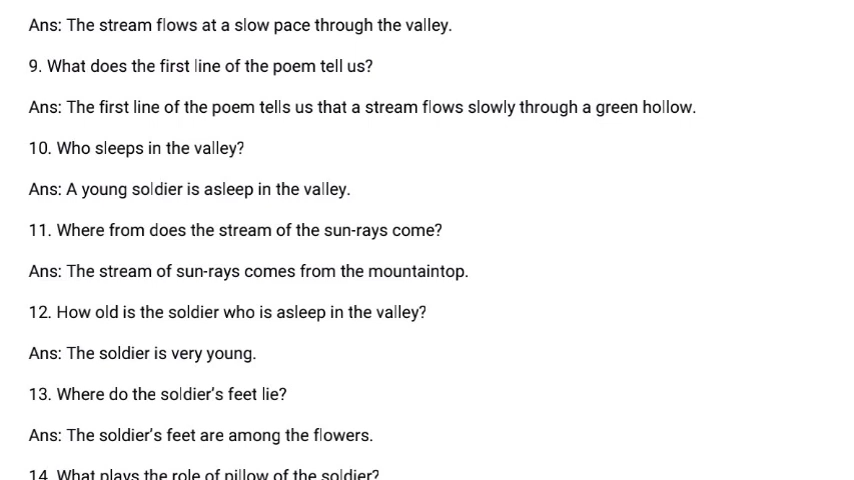 Ans: The stream flows at a slow pace through the valley.
9. What does the first line of the poem tell us?
Ans: The first line of the poem tells us that a stream flows slowly through a green hollow.
10. Who sleeps in the valley?
Ans: A young soldier is asleep in the valley.
11. Where from does the stream of the sun-rays come?
Ans: The stream of sun-rays comes from the mountaintop.
12. How old is the soldier who is asleep in the valley?
Ans: The soldier is very young.
13. Where do the soldier's feet lie?
Ans: The soldier's feet are among the flowers.
14. What plays the role of pillow of the soldier?